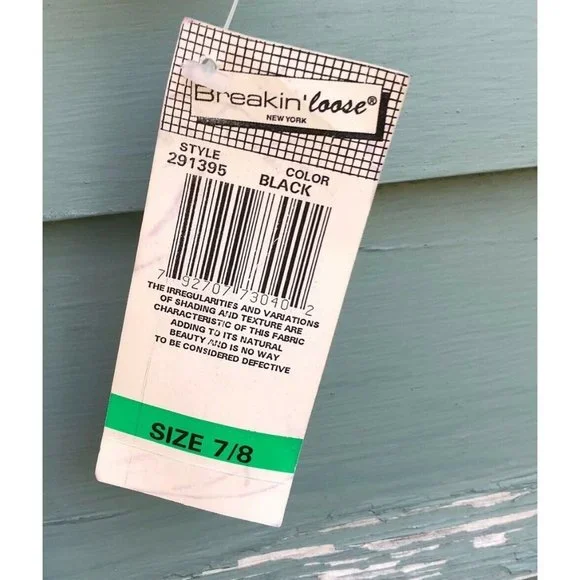 Breakin' loose®
NEW YORK
STYLE COLOR
291395 BLACK
7 92707 73040 2
THE IRREGULARITIES AND VARIATIONS
OF SHADING AND TEXTURE ARE
CHARACTERISTIC OF THIS FABRIC
ADDING TO ITS NATURAL
BEAUTY AND IS NO WAY
TO BE CONSIDERED DEFECTIVE
SIZE 7/8